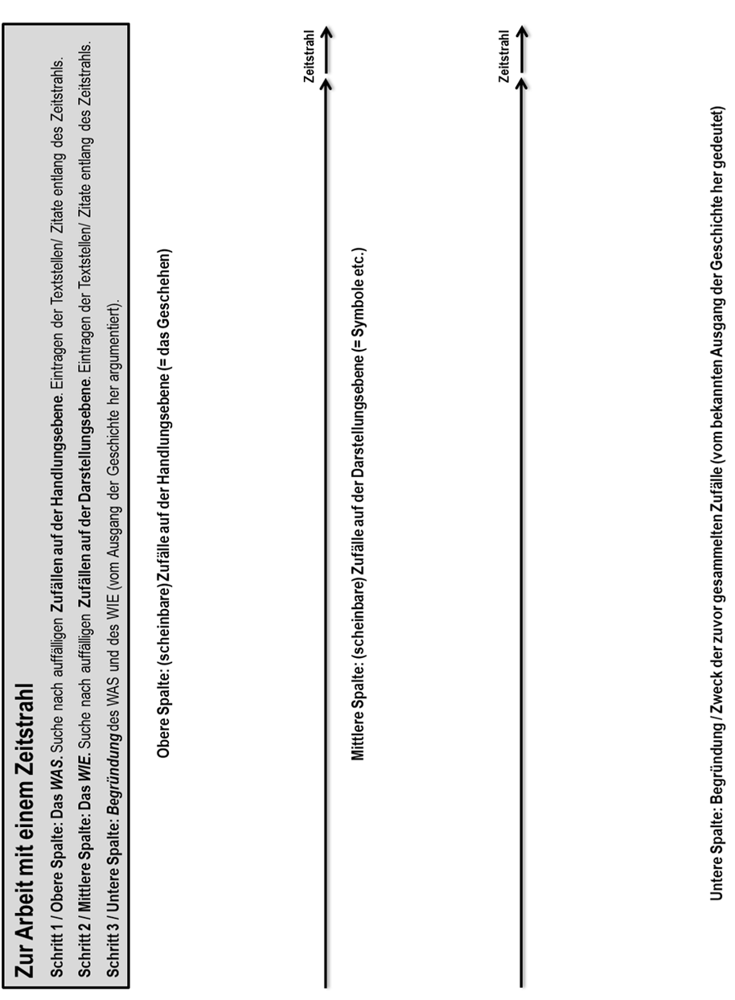 Zur Arbeit mit einem Zeitstrahl
Schritt 1 / Obere Spalte: Das WAS. Suche nach auffälligen Zufällen auf der Handlungsebene. Eintragen der Textstellen/ Zitate entlang des Zeitstrahls.
Schritt 2 / Mittlere Spalte: Das WIE. Suche nach auffälligen Zufällen auf der Darstellungsebene. Eintragen der Textstellen/ Zitate entlang des Zeitstrahls.
Schritt 3 / Untere Spalte: Begründung des WAS und des WIE (vom Ausgang der Geschichte her argumentiert).
Obere Spalte: (scheinbare) Zufälle auf der Handlungsebene (= das Geschehen)
Zeitstrahl
Mittlere Spalte: (scheinbare) Zufälle auf der Darstellungsebene (= Symbole etc.)
Zeitstrahl
Untere Spalte: Begründung / Zweck der zuvor gesammelten Zufälle (vom bekannten Ausgang der Geschichte her gedeutet)